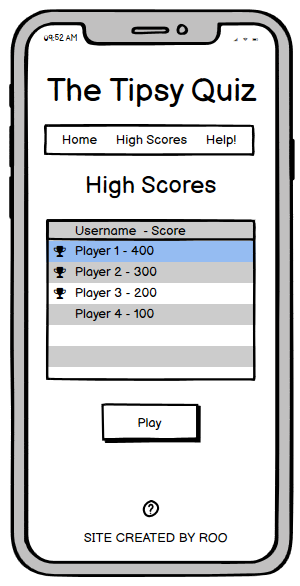 09:52 AM
The Tipsy Quiz
Home High Scores Help!
High Scores
Username - Score
Player 1 - 400
Player 2 - 300
Player 3 - 200
Player 4 - 100
Play
?
SITE CREATED BY ROO